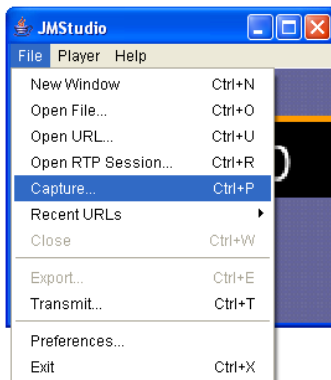 JMStudio
File Player Help
New Window Ctrl+N
Open File... Ctrl+O
Open URL... Ctrl+U
Open RTP Session... Ctrl+R
Capture... Ctrl+P
Recent URLs
Close Ctrl+W
Export... Ctrl+E
Transmit... Ctrl+T
Preferences...
Exit Ctrl+X